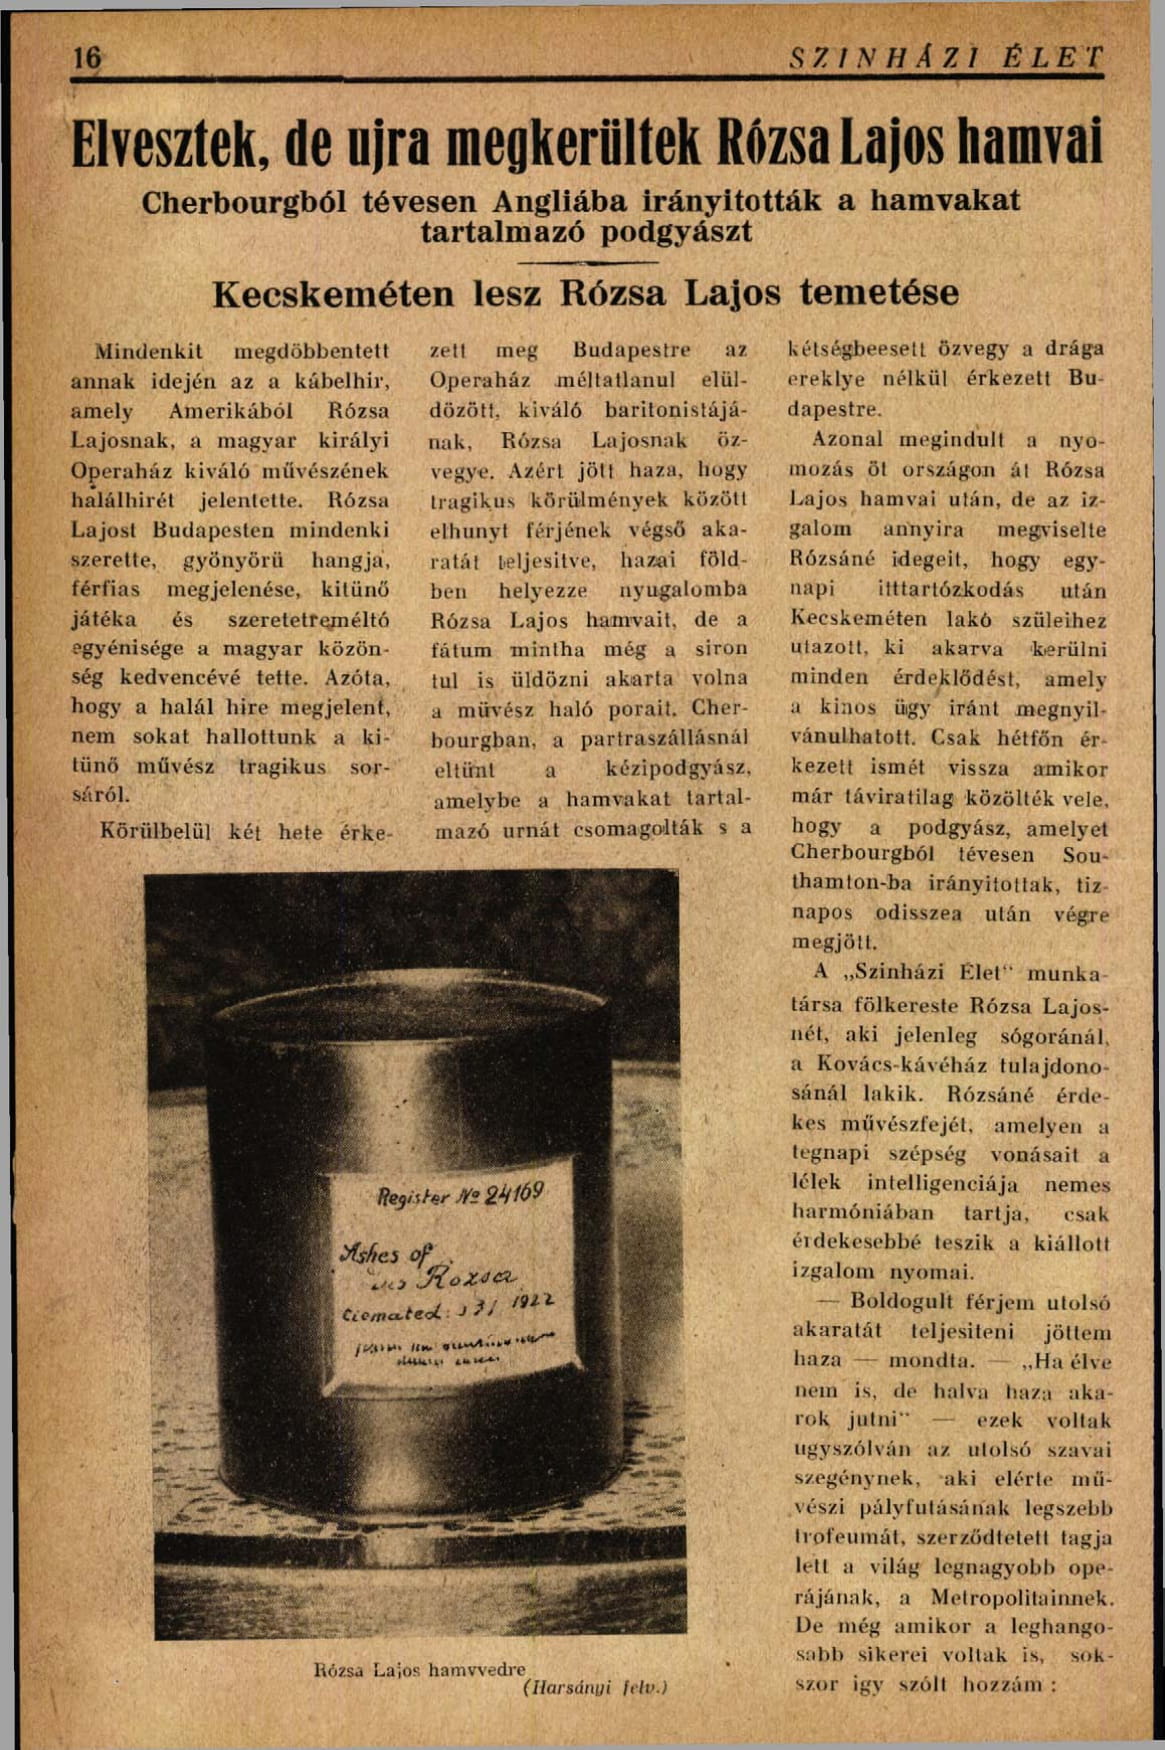 16
SZINHÁZI ÉLET
Elvesztek, de ujra megkerültek Rózsa Lajos hamvai
Cherbourgból tévesen Angliába irányitották a hamvakat
tartalmazó podgyászt
Kecskeméten lesz Rózsa Lajos temetése
Mindenkit megdöbbentett
annak idején az a kábelhir,
amely Amerikából Rózsa
Lajosnak, a magyar királyi
Operaház kiváló művészének
halálhirét jelentette. Rózsa
Lajost Budapesten mindenki
szerette, gyönyörü hangja,
férfias megjelenése, kitünő
játéka és szeretetreméltó
egyénisége a magyar közön-
ség kedvencévé tette. Azóta,
hogy a halál hire megjelent,
nem sokat hallottunk a ki-
tünő művész tragikus sor-
sáról.
Körülbelül két hete érke-
zett meg Budapestre az
Operaház méltatlanul elül-
dözött, kiváló baritonistájá-
nak, Rózsa Lajosnak öz-
vegye. Azért jött haza, hogy
tragikus körülmények között
elhunyt férjének végső aka-
ratát teljesitve, hazai föld-
ben helyezze nyugalomba
Rózsa Lajos hamvait, de a
fátum mintha még a siron
tul is üldözni akarta volna
a müvész haló porait. Cher-
bourgban, a partraszállásnál
eltünt a kézipodgyász,
amelybe a hamvakat tartal-
mazó urnát csomagolták s a
kétségbeesett özvegy a drága
ereklye nélkül érkezett Bu-
dapestre.
Azonal megindult a nyo-
mozás öt országon át Rózsa
Lajos hamvai után, de az iz-
galom annyira megviselte
Rózsáné idegeit, hogy egy-
napi itttartózkodás után
Kecskeméten lakó szüleihez
utazott, ki akarva kerülni
minden érdeklődést, amely
a kinos ügy iránt megnyil-
vánulhatott. Csak hétfőn ér-
kezett ismét vissza amikor
már táviratilag közölték vele,
hogy a podgyász, amelyet
Cherbourgból tévesen Sou-
thamton-ba irányitottak, tiz-
napos odisszea után végre
megjött.
A „Szinházi Élet“ munka-
társa fölkereste Rózsa Lajos-
nét, aki jelenleg sógoránál,
a Kovács-kávéház tulajdono-
sánál lakik. Rózsáné érde-
kes művészfejét, amelyen a
tegnapi szépség vonásait a
lélek intelligenciája nemes
harmóniában tartja, csak
érdekesebbé teszik a kiállott
izgalom nyomai.
— Boldogult férjem utolsó
akaratát teljesiteni jöttem
haza — mondta. — „Ha élve
nem is, de halva haza aka-
rok jutni“ — ezek voltak
ugyszólván az utolsó szavai
szegénynek, aki elérte mű-
vészi pályfutásának legszebb
trofeumát, szerződtetett tagja
lett a világ legnagyobb ope-
rájának, a Metropolitainnek.
De még amikor a leghango-
sabb sikerei voltak is, sok-
szor igy szólt hozzám :
Register № 24169
Ashes of
Rozsa
Cremated: 31 1922
Rózsa Lajos hamvvedre
(Harsányi felv.)